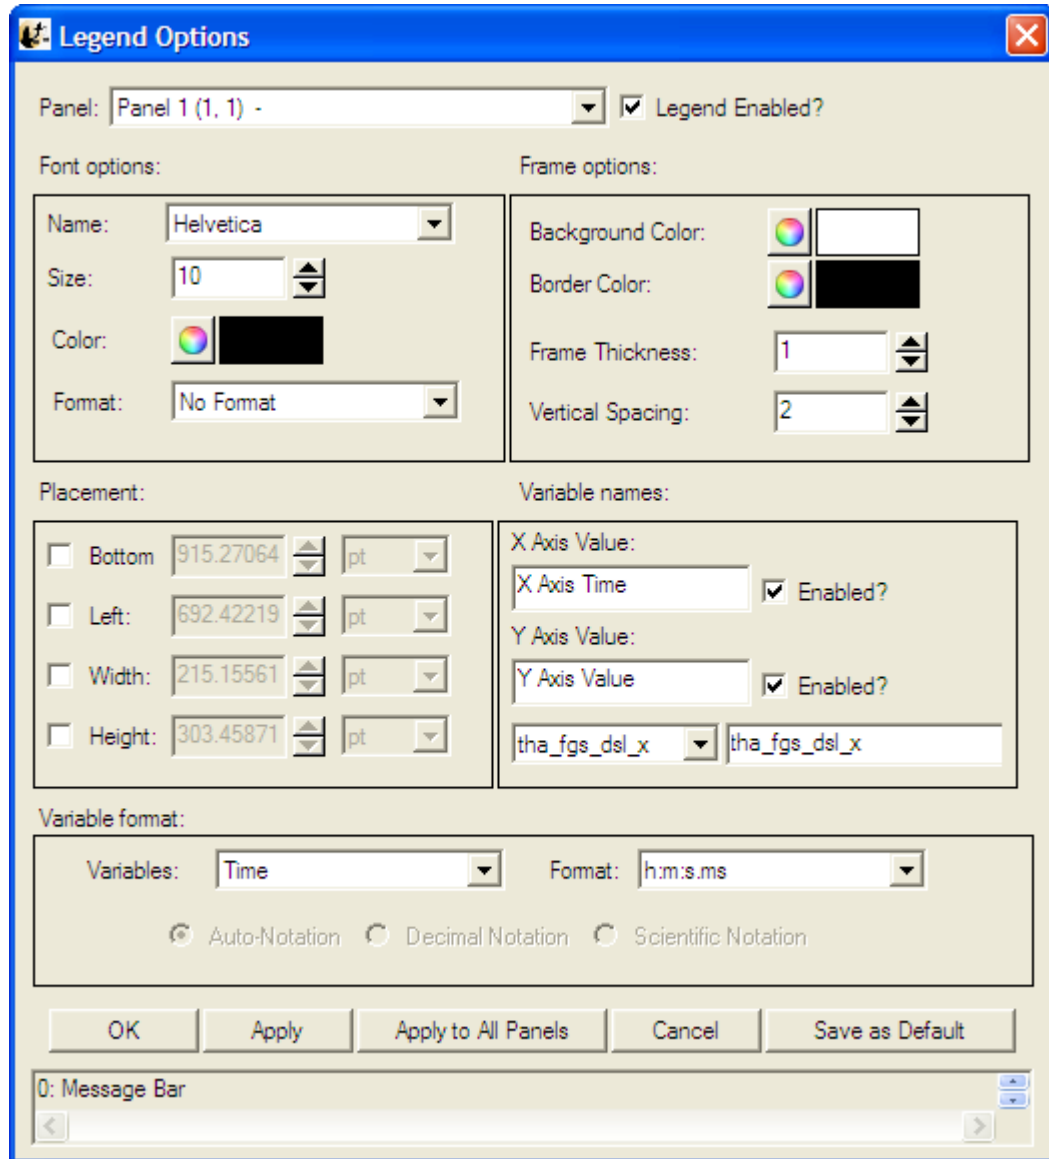 Legend Options
Panel: Panel 1 (1, 1) - Legend Enabled?
Font options:
Name: Helvetica
Size: 10
Color:
Format: No Format
Frame options:
Background Color:
Border Color:
Frame Thickness: 1
Vertical Spacing: 2
Placement:
Bottom 915.27064 pt
Left: 692.42219 pt
Width: 215.15561 pt
Height: 303.45871 pt
Variable names:
X Axis Value:
X Axis Time Enabled?
Y Axis Value:
Y Axis Value Enabled?
tha_fgs_dsl_x tha_fgs_dsl_x
Variable format:
Variables: Time Format: h:m:s.ms
Auto-Notation Decimal Notation Scientific Notation
OK Apply Apply to All Panels Cancel Save as Default
0: Message Bar